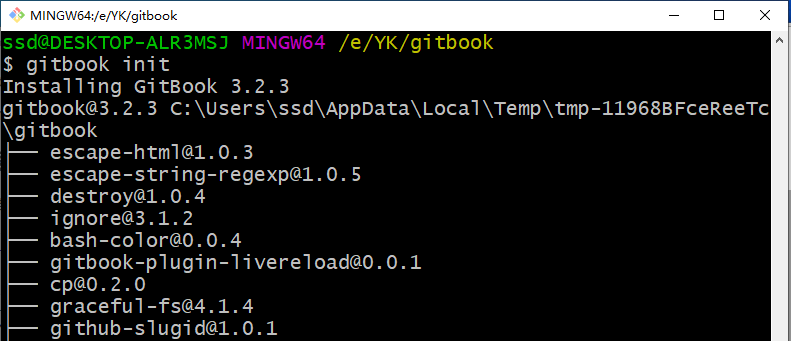 MINGW64:/e/YK/gitbook
ssd@DESKTOP-ALR3MSJ MINGW64 /e/YK/gitbook
$ gitbook init
Installing GitBook 3.2.3
gitbook@3.2.3 C:\Users\ssd\AppData\Local\Temp\tmp-11968BFceReeTc
\gitbook
├── escape-html@1.0.3
├── escape-string-regexp@1.0.5
├── destroy@1.0.4
├── ignore@3.1.2
├── bash-color@0.0.4
├── gitbook-plugin-livereload@0.0.1
├── cp@0.2.0
├── graceful-fs@4.1.4
├── github-slugid@1.0.1